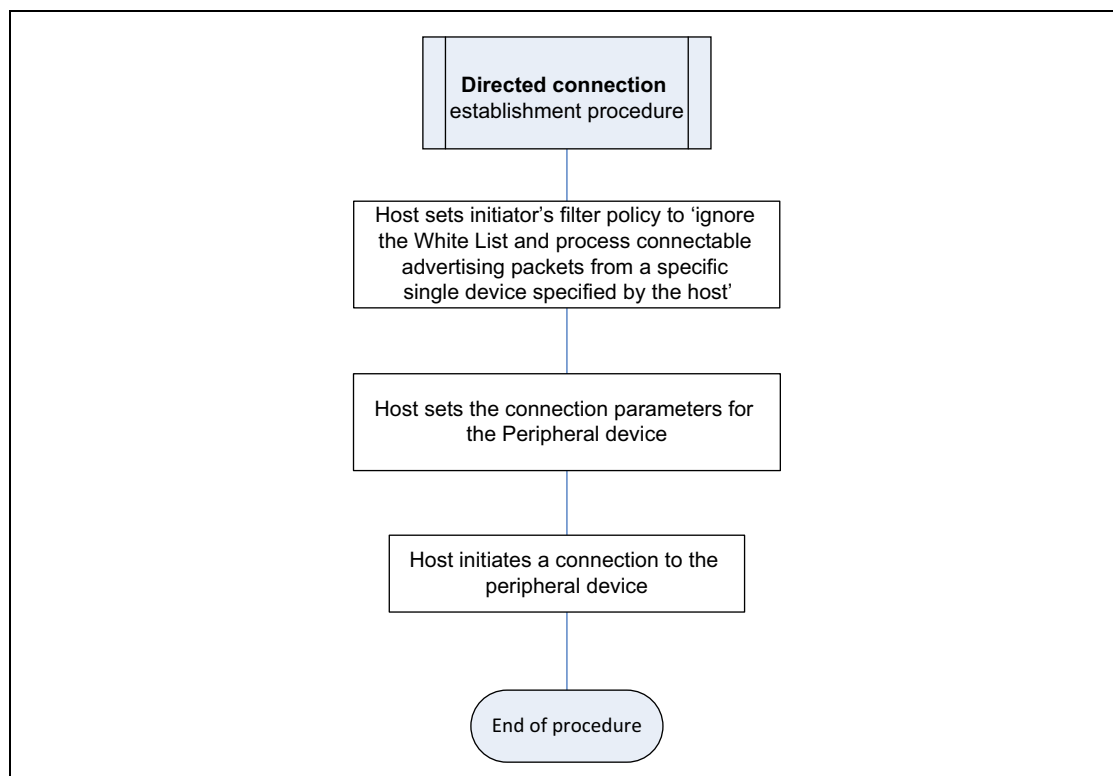 Directed connection
establishment procedure
Host sets initiator’s filter policy to ‘ignore
the White List and process connectable
advertising packets from a specific
single device specified by the host’
Host sets the connection parameters for
the Peripheral device
Host initiates a connection to the
peripheral device
End of procedure